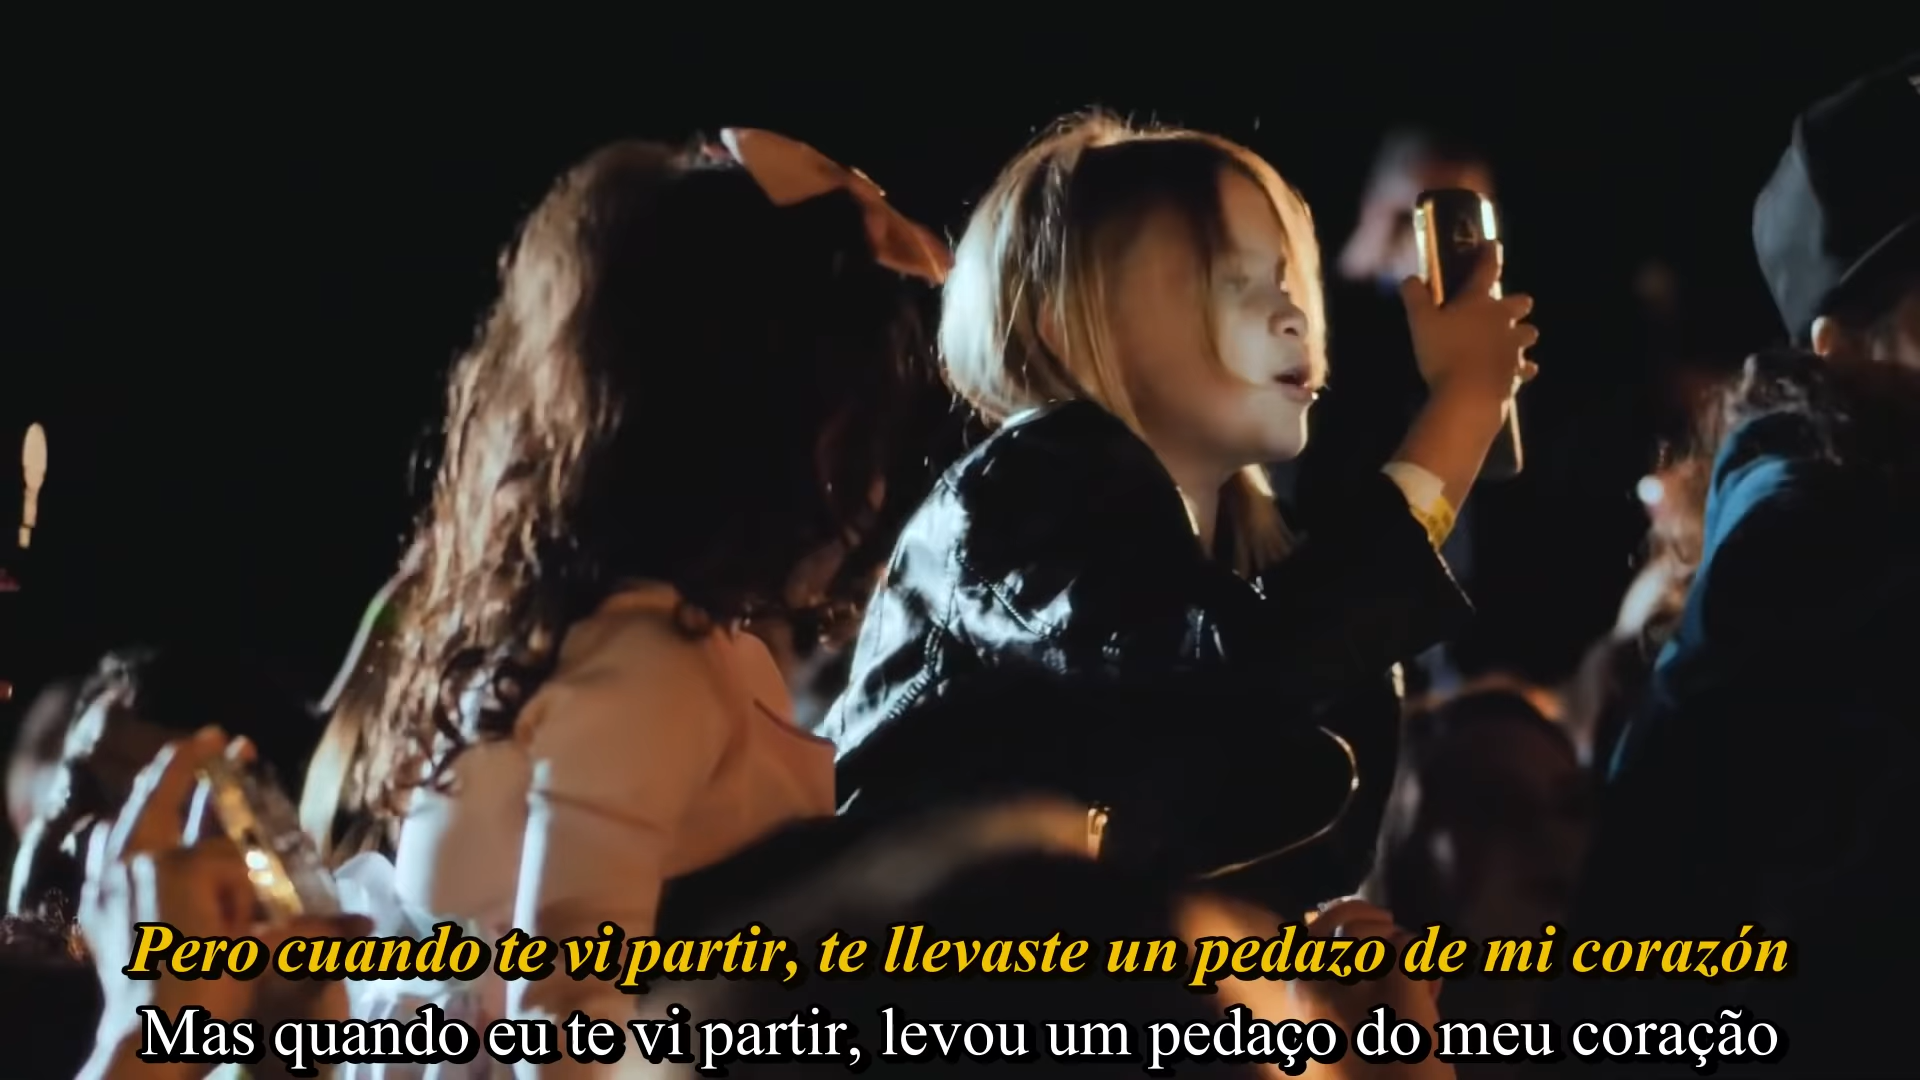 Pero cuando te vi partir, te llevaste un pedazo de mi corazón
Mas quando eu te vi partir, levou um pedaço do meu coração